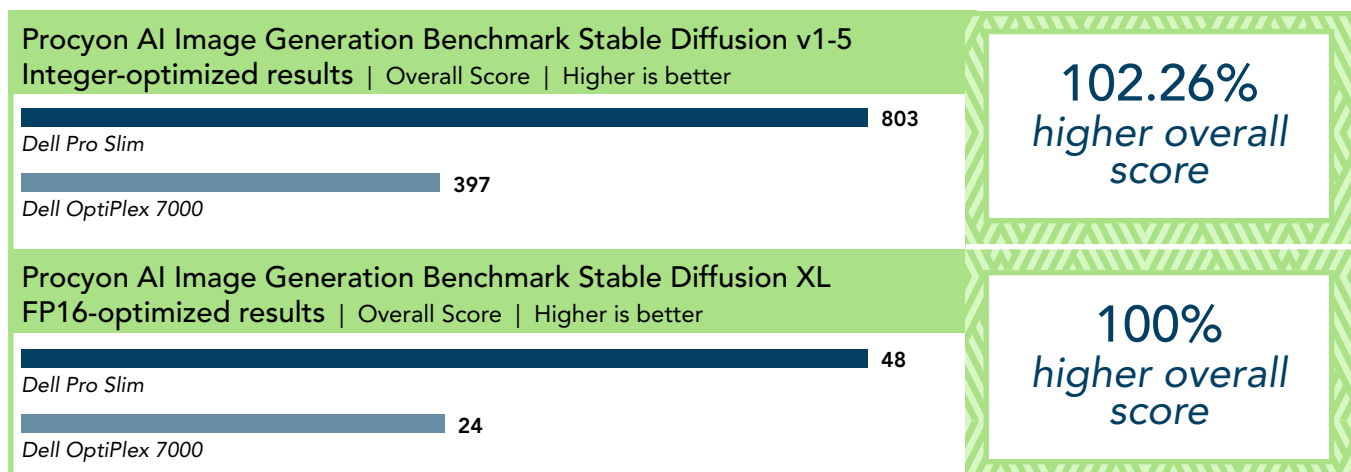 Procyon AI Image Generation Benchmark Stable Diffusion v1-5
Integer-optimized results | Overall Score | Higher is better
803
Dell Pro Slim
397
Dell OptiPlex 7000
102.26%
higher overall
score
Procyon AI Image Generation Benchmark Stable Diffusion XL
FP16-optimized results | Overall Score | Higher is better
48
Dell Pro Slim
24
Dell OptiPlex 7000
100%
higher overall
score